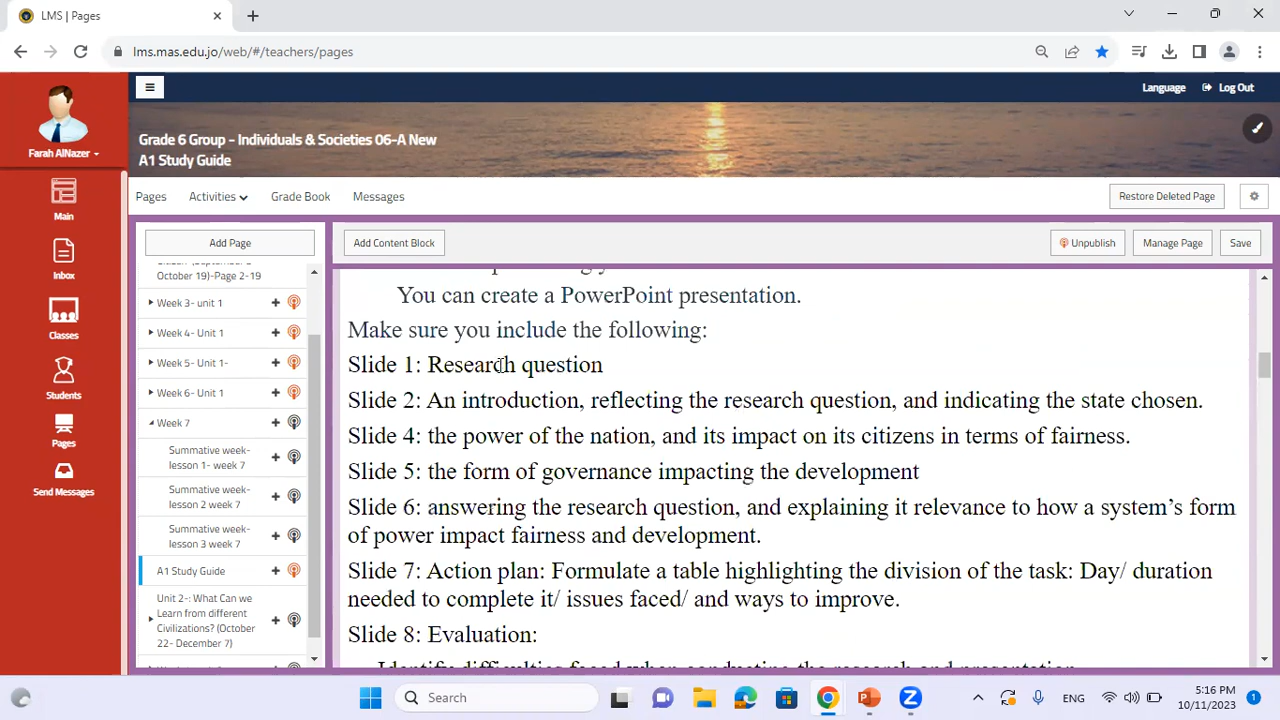 LMS | Pages
lms.mas.edu.jo/web/#/teachers/pages
Language
Log Out
Farah AlNazer
Grade 6 Group - Individuals & Societies 06-A New
A1 Study Guide
Pages
Activities
Grade Book
Messages
Restore Deleted Page
Main
Inbox
Classes
Students
Pages
Send Messages
Add Page
October 19)-Page 2-19
Week 3- unit 1
Week 4- Unit 1
Week 5- Unit 1-
Week 6- Unit 1
Week 7
Summative week-
lesson 1- week 7
Summative week-
lesson 2 week 7
Summative week-
lesson 3 week 7
A1 Study Guide
Unit 2-: What Can we
Learn from different
Civilizations? (October
22- December 7)
Add Content Block
Unpublish
Manage Page
Save
You can create a PowerPoint presentation.
Make sure you include the following:
Slide 1: Research question
Slide 2: An introduction, reflecting the research question, and indicating the state chosen.
Slide 4: the power of the nation, and its impact on its citizens in terms of fairness.
Slide 5: the form of governance impacting the development
Slide 6: answering the research question, and explaining it relevance to how a system’s form
of power impact fairness and development.
Slide 7: Action plan: Formulate a table highlighting the division of the task: Day/ duration
needed to complete it/ issues faced/ and ways to improve.
Slide 8: Evaluation:
Identify difficulties faced when conducting the research and presentation
Search
ENG
5:16 PM
10/11/2023
1